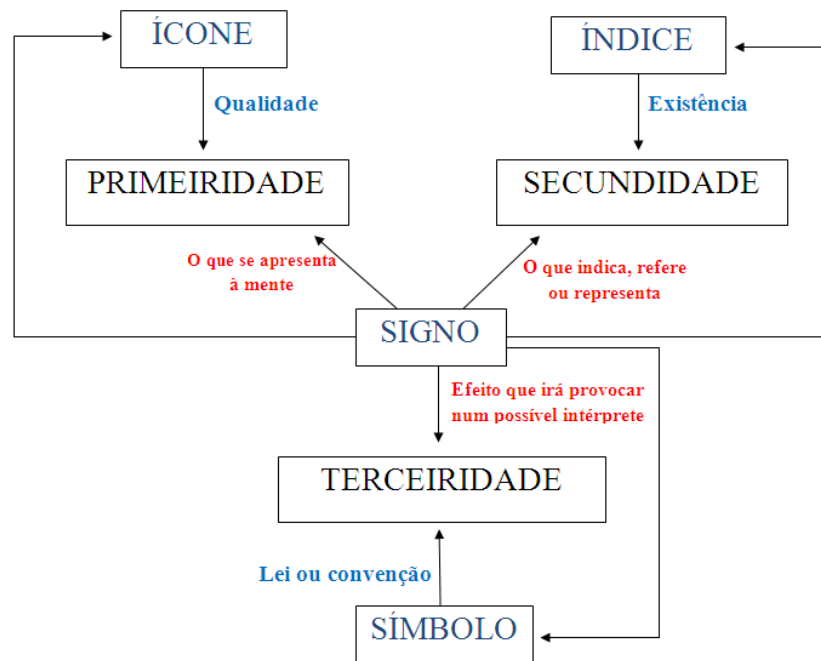 ÍCONE
ÍNDICE
Qualidade
Existência
PRIMEIRIDADE
SECUNDIDADE
O que se apresenta
à mente
O que indica, refere
ou representa
SIGNO
Efeito que irá provocar
num possível intérprete
TERCEIRIDADE
Lei ou convenção
SÍMBOLO